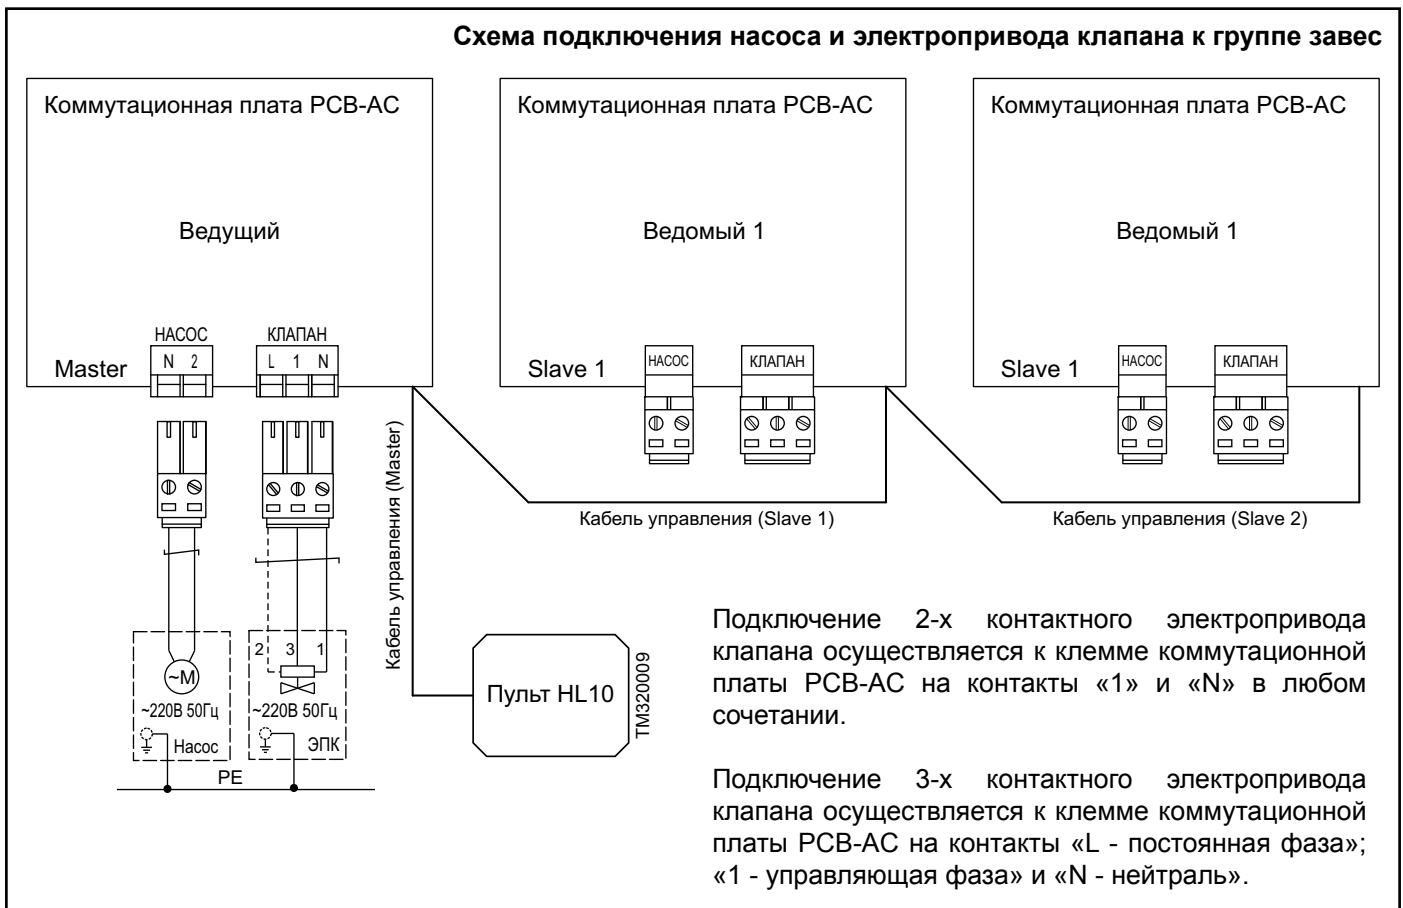 Схема подключения насоса и электропривода клапана к группе завес
Коммутационная плата PCB-AC
Ведущий
НАСОС
КЛАПАН
Master
N 2
L 1 N
Коммутационная плата PCB-AC
Ведомый 1
Slave 1
НАСОС
КЛАПАН
Коммутационная плата PCB-AC
Ведомый 1
Slave 1
НАСОС
КЛАПАН
Кабель управления (Master)
Кабель управления (Slave 1)
Кабель управления (Slave 2)
~M
~220В 50Гц
Насос
2 3 1
~220В 50Гц
ЭПК
PE
Пульт HL10
TM320009
Подключение 2-х контактного электропривода
клапана осуществляется к клемме коммутационной
платы PCB-AC на контакты «1» и «N» в любом
сочетании.
Подключение 3-х контактного электропривода
клапана осуществляется к клемме коммутационной
платы PCB-AC на контакты «L - постоянная фаза»;
«1 - управляющая фаза» и «N - нейтраль».